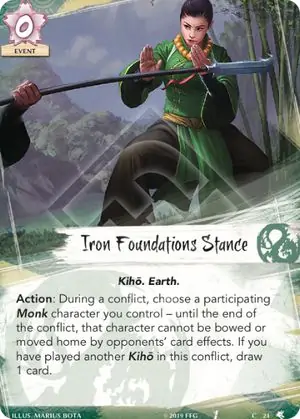 0
EVENT
Iron Foundations Stance
Kihō. Earth.
Action: During a conflict, choose a participating
Monk character you control – until the end of
the conflict, that character cannot be bowed or
moved home by opponents' card effects. If you
have played another Kihō in this conflict, draw
1 card.
ILLUS. MARIUS BOTA
©2019 FFG
C 24